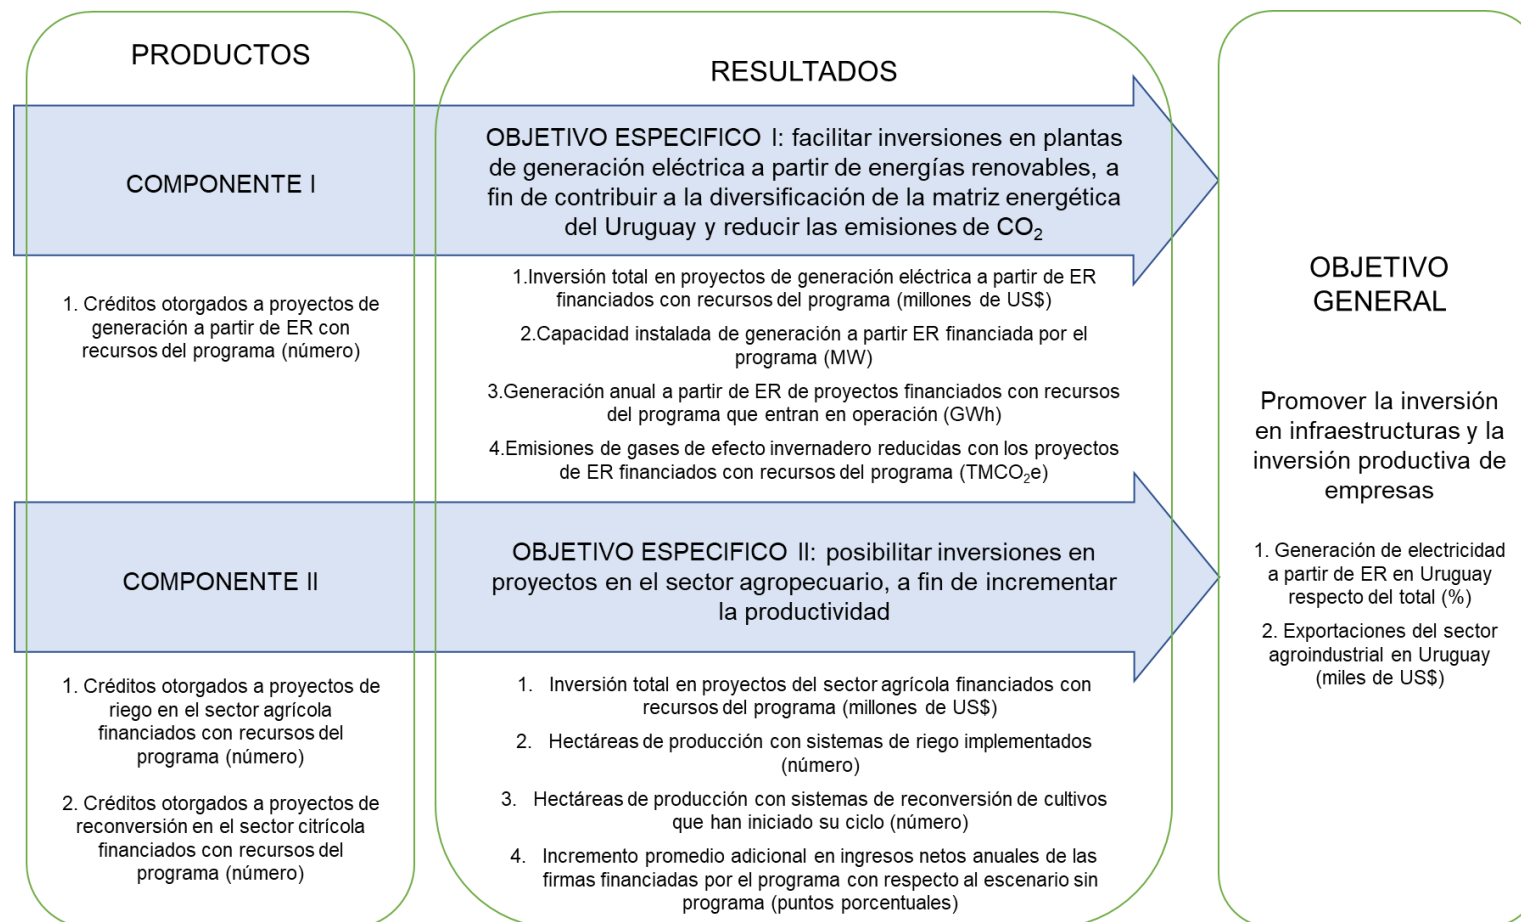 PRODUCTOS
COMPONENTE I
1. Créditos otorgados a proyectos de
generación a partir de ER con
recursos del programa (número)
COMPONENTE II
1. Créditos otorgados a proyectos de
riego en el sector agrícola
financiados con recursos del
programa (número)
2. Créditos otorgados a proyectos de
reconversión en el sector citrícola
financiados con recursos del
programa (número)
RESULTADOS
OBJETIVO ESPECIFICO I: facilitar inversiones en plantas
de generación eléctrica a partir de energías renovables, a
fin de contribuir a la diversificación de la matriz energética
del Uruguay y reducir las emisiones de CO₂
1.Inversión total en proyectos de generación eléctrica a partir de ER
financiados con recursos del programa (millones de US$)
2.Capacidad instalada de generación a partir ER financiada por el
programa (MW)
3.Generación anual a partir de ER de proyectos financiados con recursos
del programa que entran en operación (GWh)
4.Emisiones de gases de efecto invernadero reducidas con los proyectos
de ER financiados con recursos del programa (TMCO₂e)
OBJETIVO ESPECIFICO II: posibilitar inversiones en
proyectos en el sector agropecuario, a fin de incrementar
la productividad
1. Inversión total en proyectos del sector agrícola financiados con
recursos del programa (millones de US$)
2. Hectáreas de producción con sistemas de riego implementados
(número)
3. Hectáreas de producción con sistemas de reconversión de cultivos
que han iniciado su ciclo (número)
4. Incremento promedio adicional en ingresos netos anuales de las
firmas financiadas por el programa con respecto al escenario sin
programa (puntos porcentuales)
OBJETIVO
GENERAL
Promover la inversión
en infraestructuras y la
inversión productiva de
empresas
1. Generación de electricidad
a partir de ER en Uruguay
respecto del total (%)
2. Exportaciones del sector
agroindustrial en Uruguay
(miles de US$)